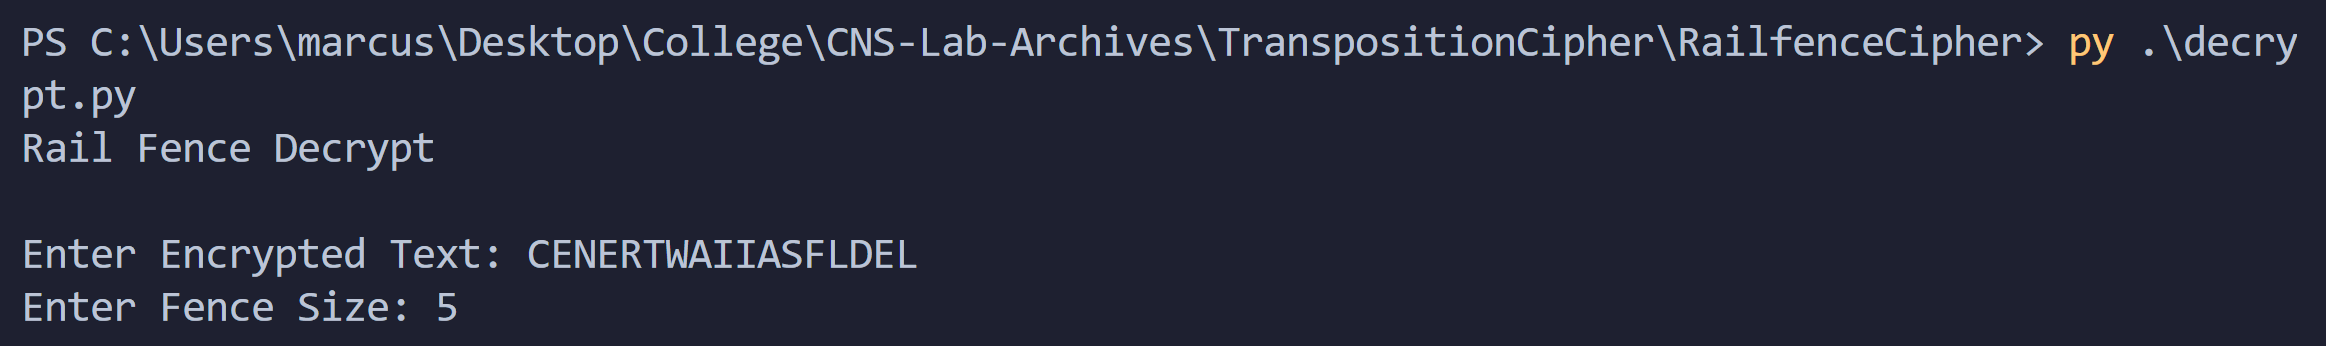 PS C:\Users\marcus\Desktop\College\CNS-Lab-Archives\TranspositionCipher\RailfenceCipher> py .\decry
pt.py
Rail Fence Decrypt
Enter Encrypted Text: CENERTWAIIASFLDEL
Enter Fence Size: 5